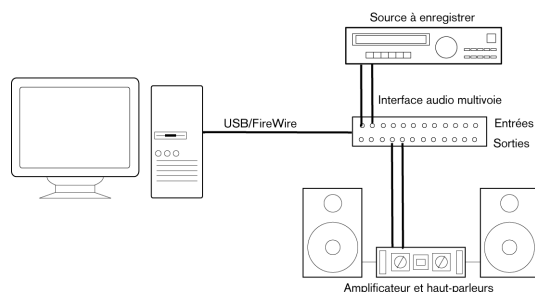 Source à enregistrer
Interface audio multivoie
USB/FireWire
Entrées
Sorties
Amplificateur et haut-parleurs